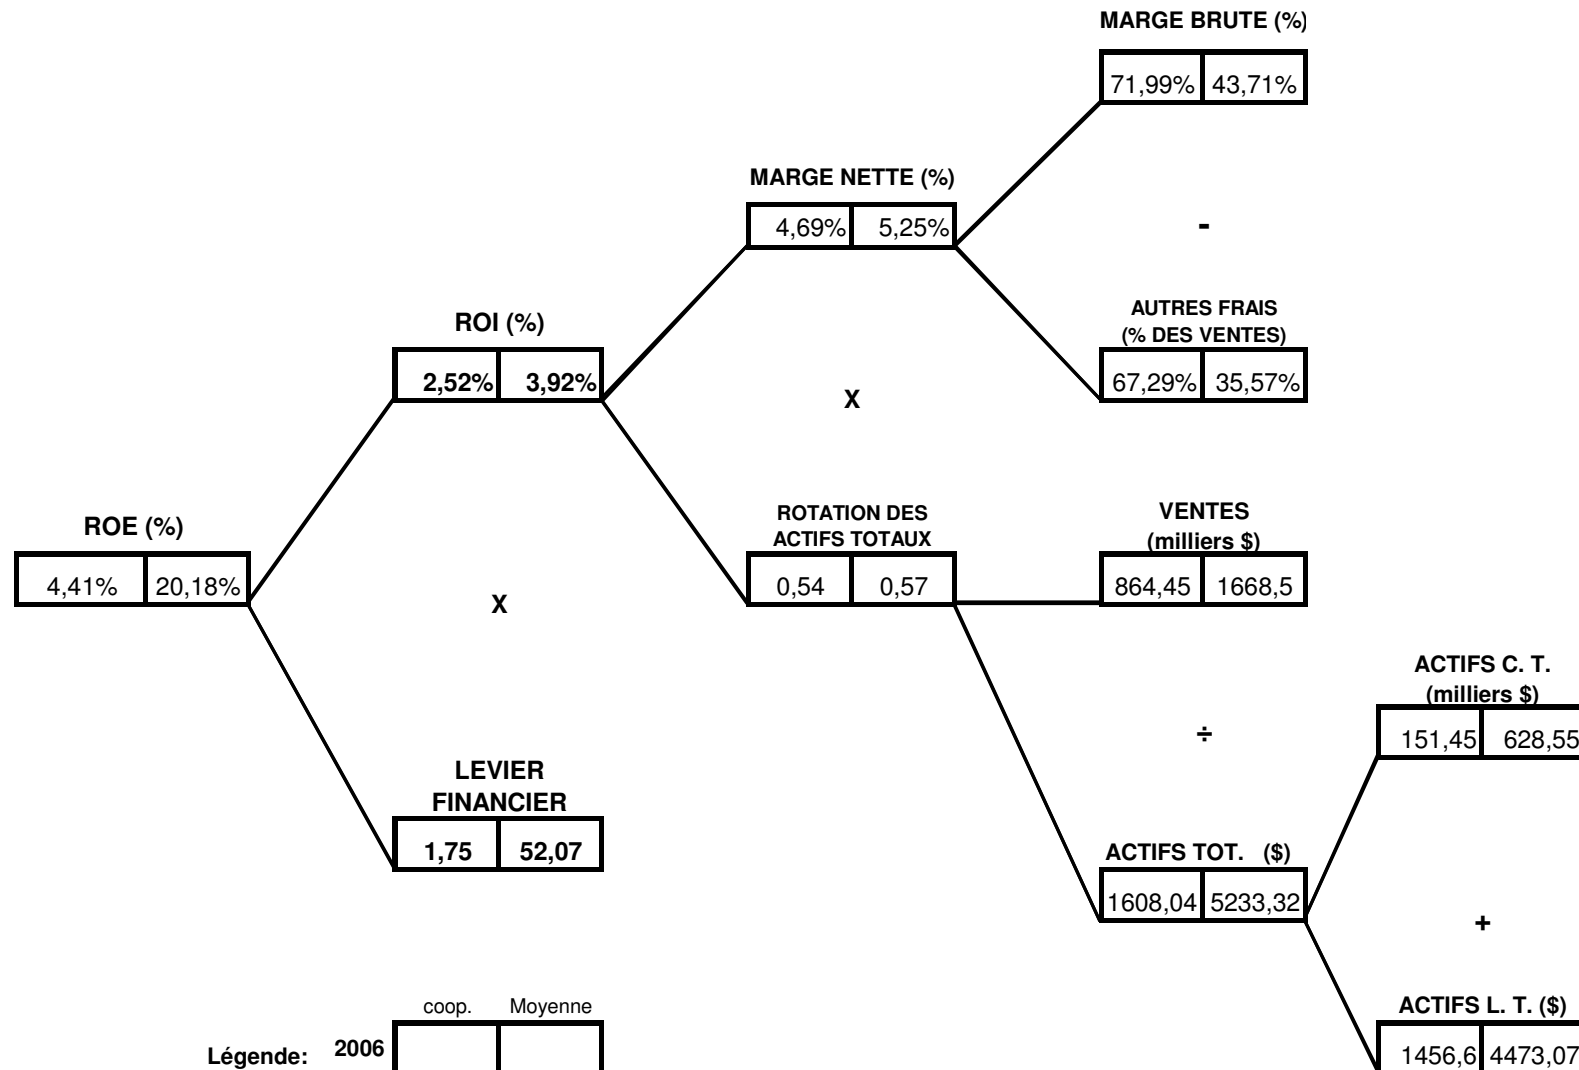 MARGE BRUTE (%)
71,99% 43,71%
MARGE NETTE (%)
4,69% 5,25%
-
AUTRES FRAIS
(% DES VENTES)
67,29% 35,57%
ROI (%)
2,52% 3,92%
X
ROTATION DES
ACTIFS TOTAUX
0,54 0,57
VENTES
(milliers $)
864,45 1668,5
ROE (%)
4,41% 20,18%
X
ACTIFS C. T.
(milliers $)
151,45 628,55
÷
LEVIER
FINANCIER
1,75 52,07
ACTIFS TOT. ($)
1608,04 5233,32
+
coop. Moyenne
Légende: 2006
ACTIFS L. T. ($)
1456,6 4473,07